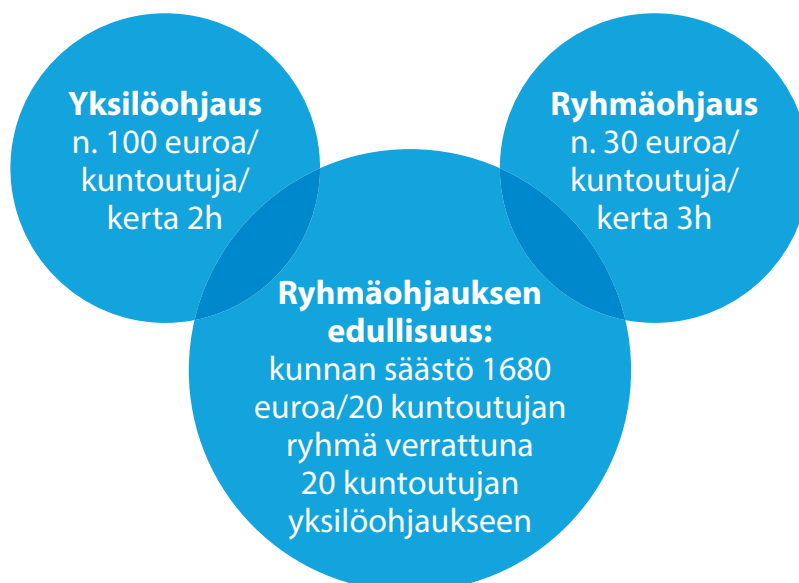 Yksilöohjaus
n. 100 euroa/
kuntoutuja/
kerta 2h
Ryhmäohjaus
n. 30 euroa/
kuntoutuja/
kerta 3h
Ryhmäohjauksen
edullisuus:
kunnan säästö 1680
euroa/20 kuntoutujan
ryhmä verrattuna
20 kuntoutujan
yksilöohjaukseen